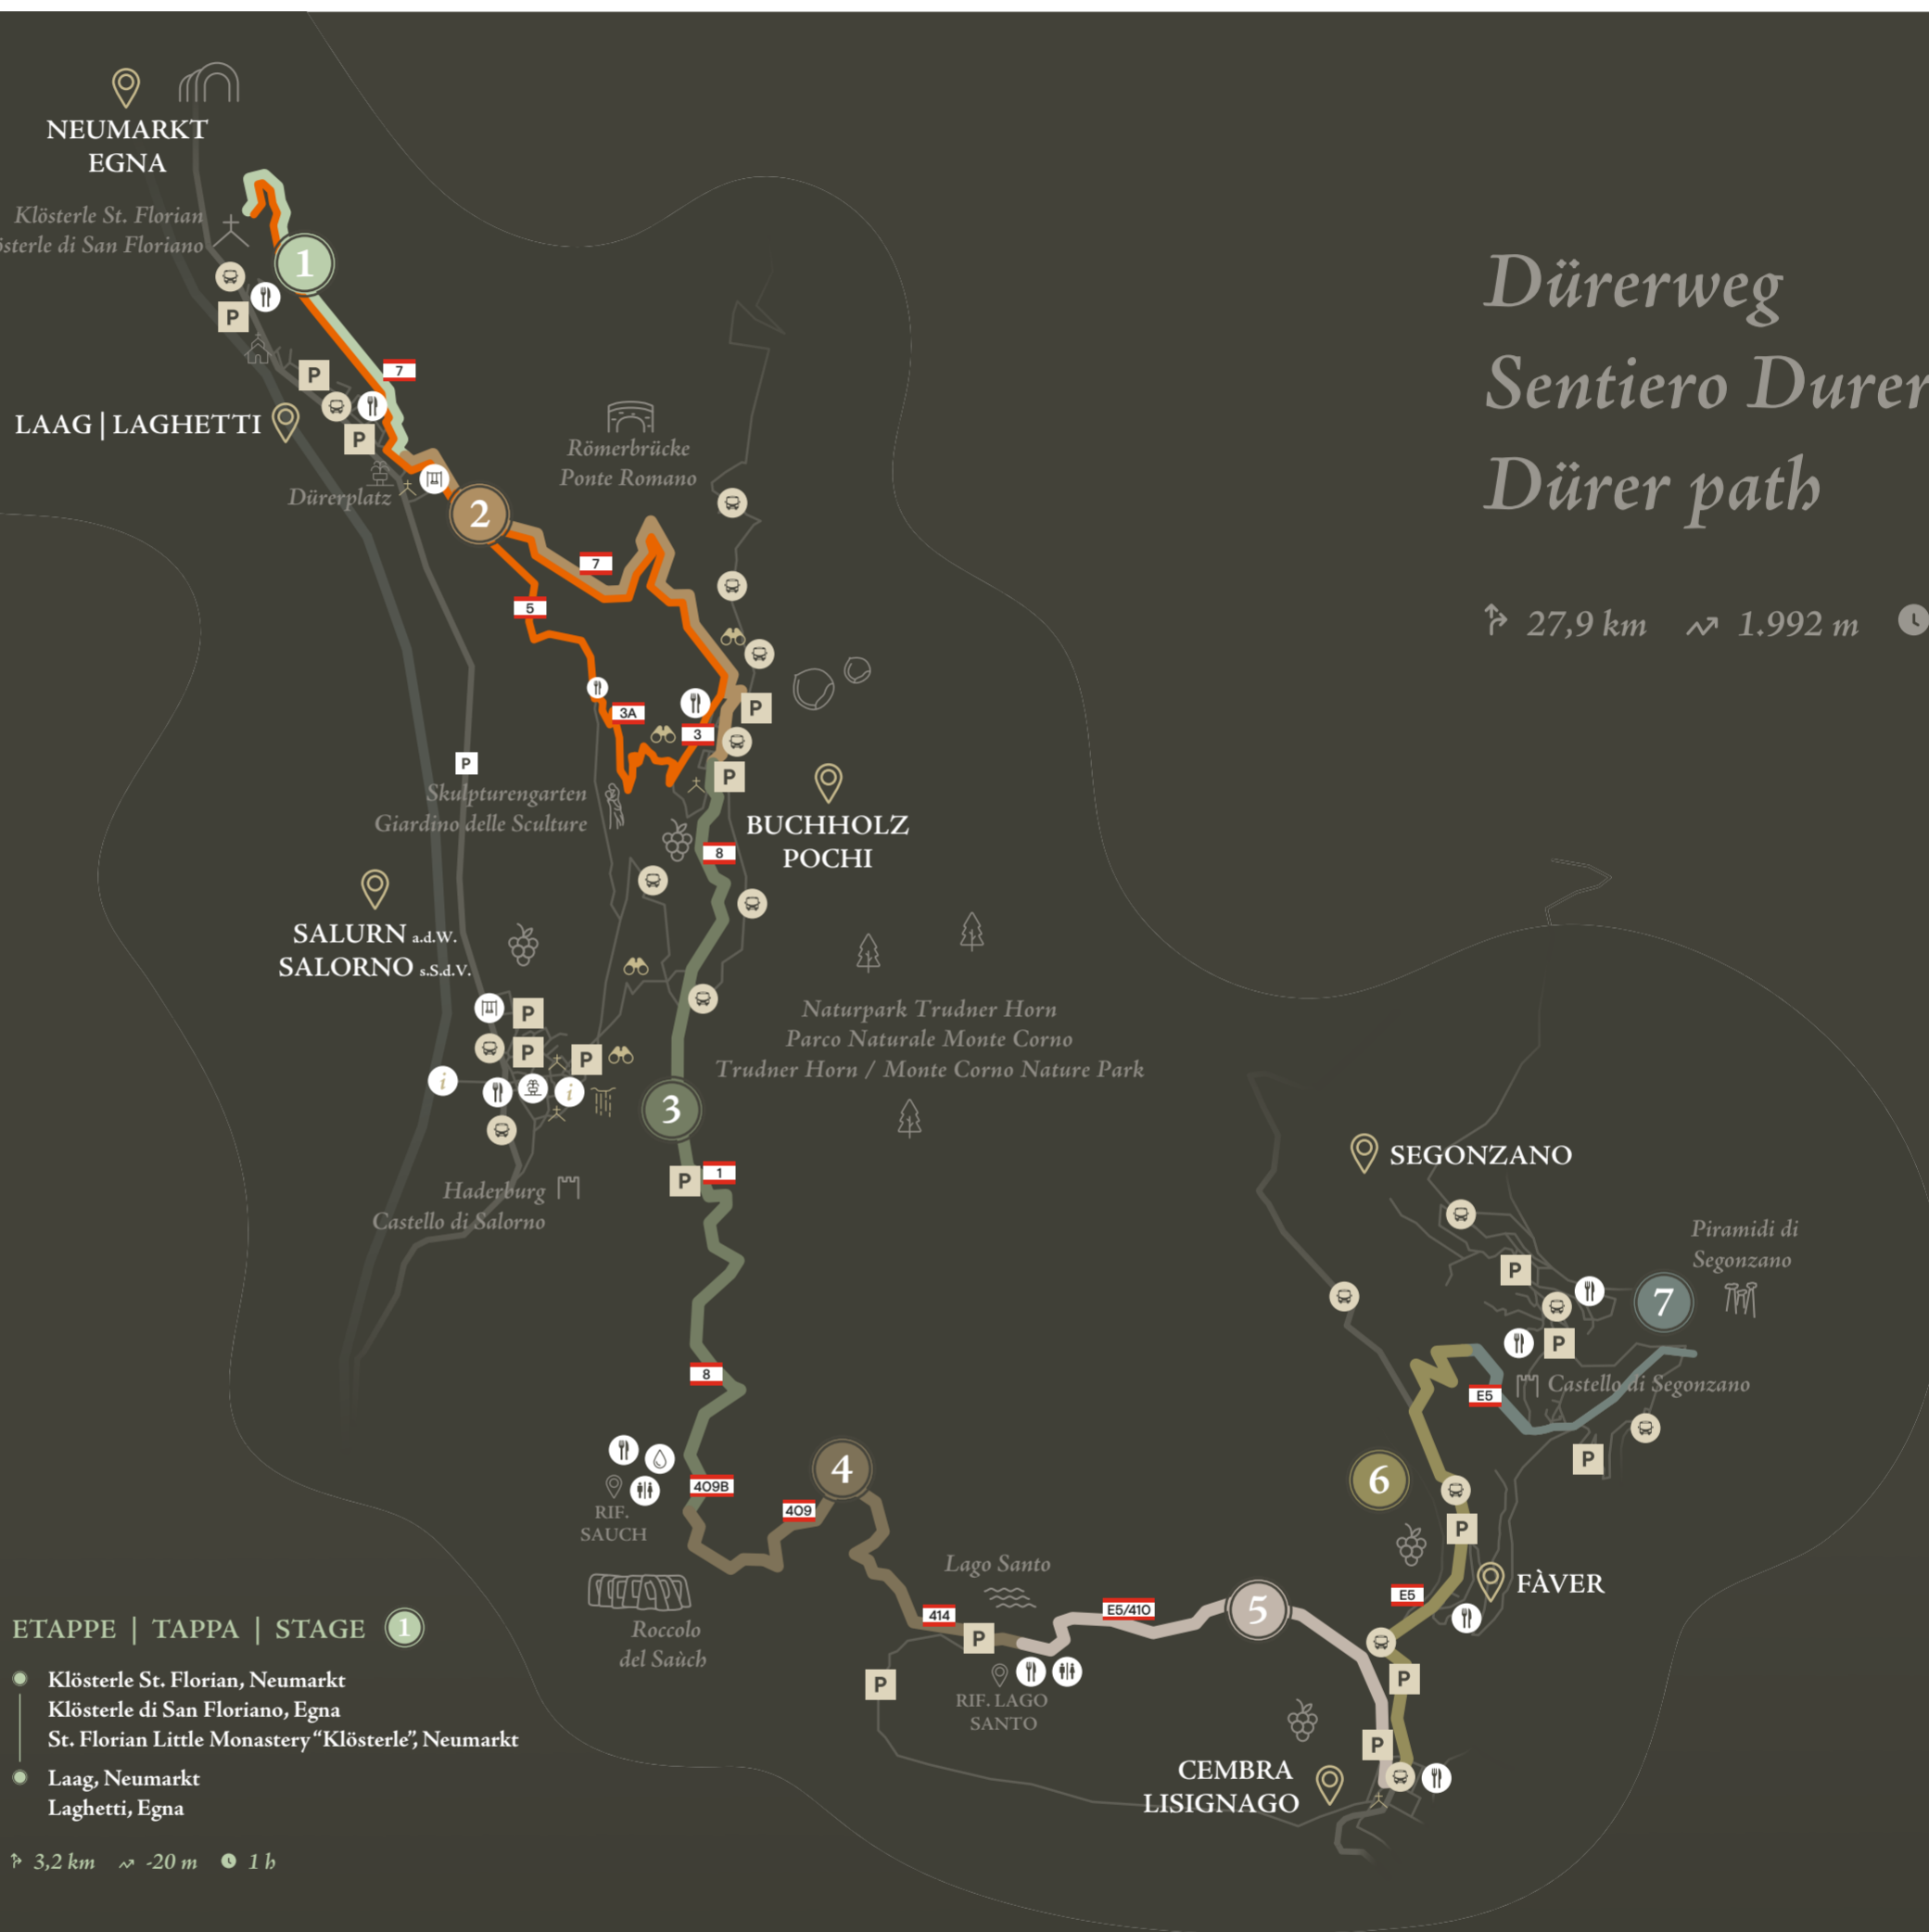 NEUMARKT
EGNA
Klösterle St. Florian
österle di San Floriano
1
P
7
P
LAAG | LAGHETTI
P
Dürerplatz
Römerbrücke
Ponte Romano
2
7
5
3A
3
P
P
P
Skulpturengarten
Giardino delle Sculture
BUCHHOLZ
POCHI
8
SALURN a.d.W.
SALORNO s.S.d.V.
P
P
P
i
i
Naturpark Trudner Horn
Parco Naturale Monte Corno
Trudner Horn / Monte Corno Nature Park
3
P
1
Haderburg
Castello di Salorno
8
409B
RIF.
SAUCH
409
4
Roccolo
del Saùch
Lago Santo
414
P
P
RIF. LAGO
SANTO
E5/410
5
CEMBRA
LISIGNAGO
P
P
E5
FÀVER
P
6
E5
SEGONZANO
P
P
7
Piramidi di
Segonzano
Castello di Segonzano
P
Dürerweg
Sentiero Durer
Dürer path
27,9 km 1.992 m
ETAPPE | TAPPA | STAGE 1
Klösterle St. Florian, Neumarkt
Klösterle di San Floriano, Egna
St. Florian Little Monastery “Klösterle”, Neumarkt
Laag, Neumarkt
Laghetti, Egna
3,2 km -20 m 1 h